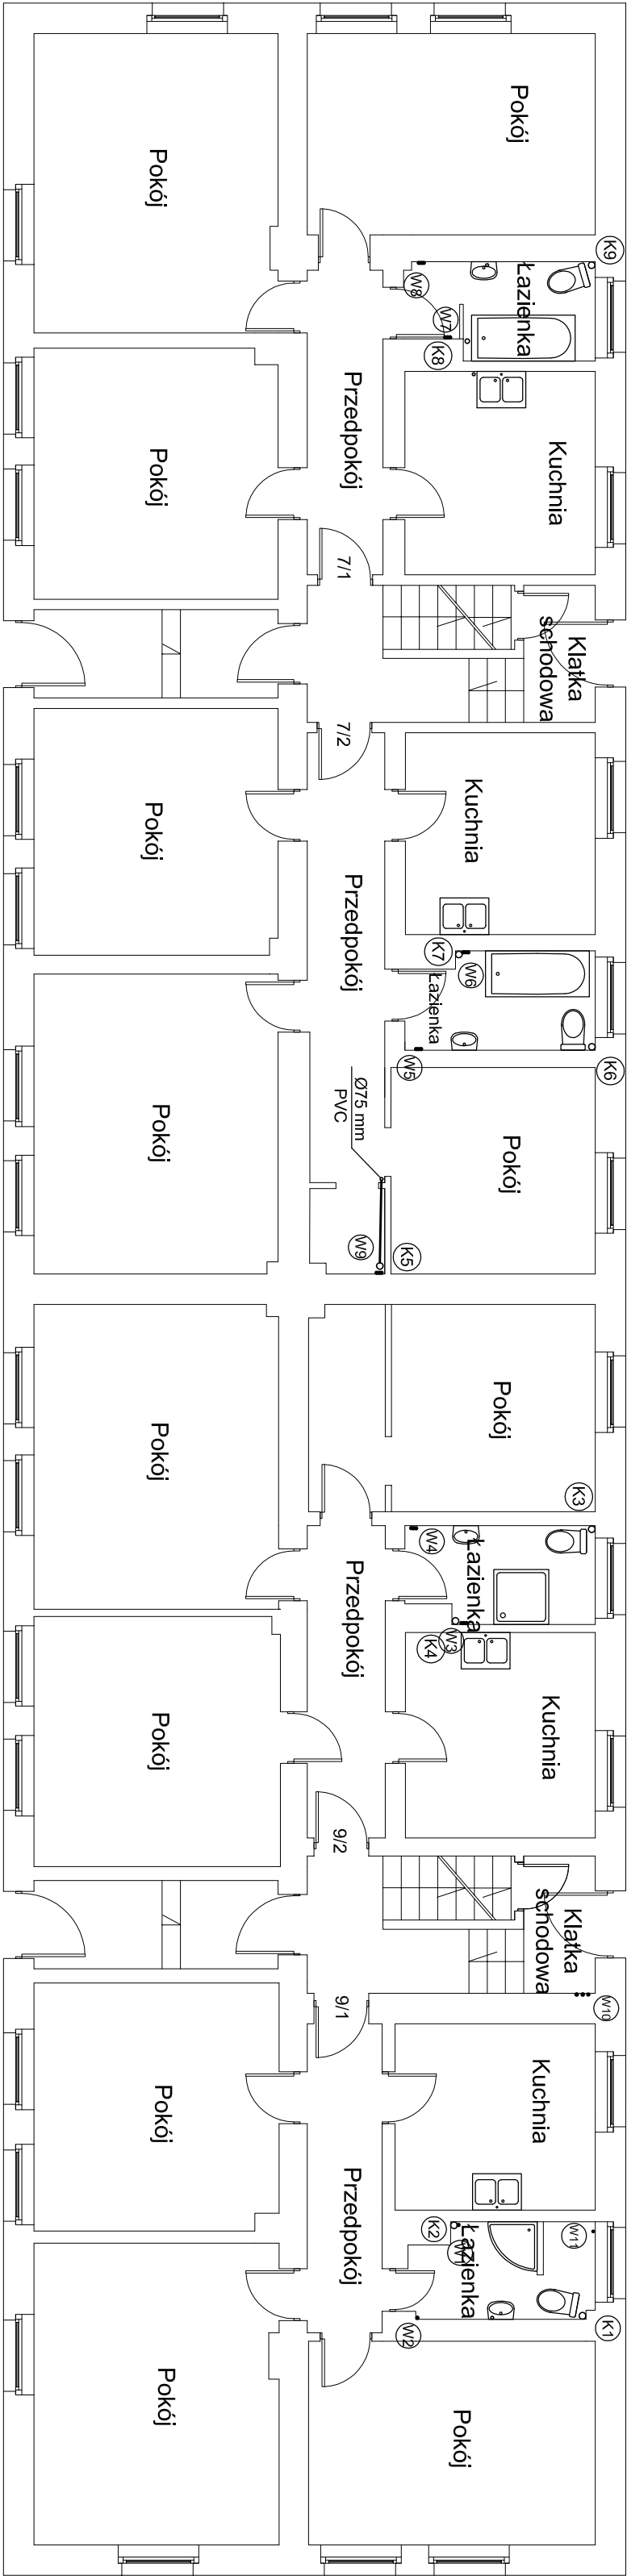 K9
Pokój
Łazienka
W8
W7
K8
Pokój
Kuchnia
Przedpokój
Pokój
7/1
Klatka
schodowa
7/2
Kuchnia
Pokój
Przedpokój
K7
W6
Łazienka
K6
W5
Ø75 mm
PVC
Pokój
Pokój
W9
K5
Pokój
K3
Pokój
W4
Łazienka
W3
K4
Przedpokój
Kuchnia
Pokój
9/2
Klatka
schodowa
W10
9/1
Kuchnia
Pokój
Przedpokój
K2
W1
Łazienka
W11
K1
W2
Pokój
Pokój